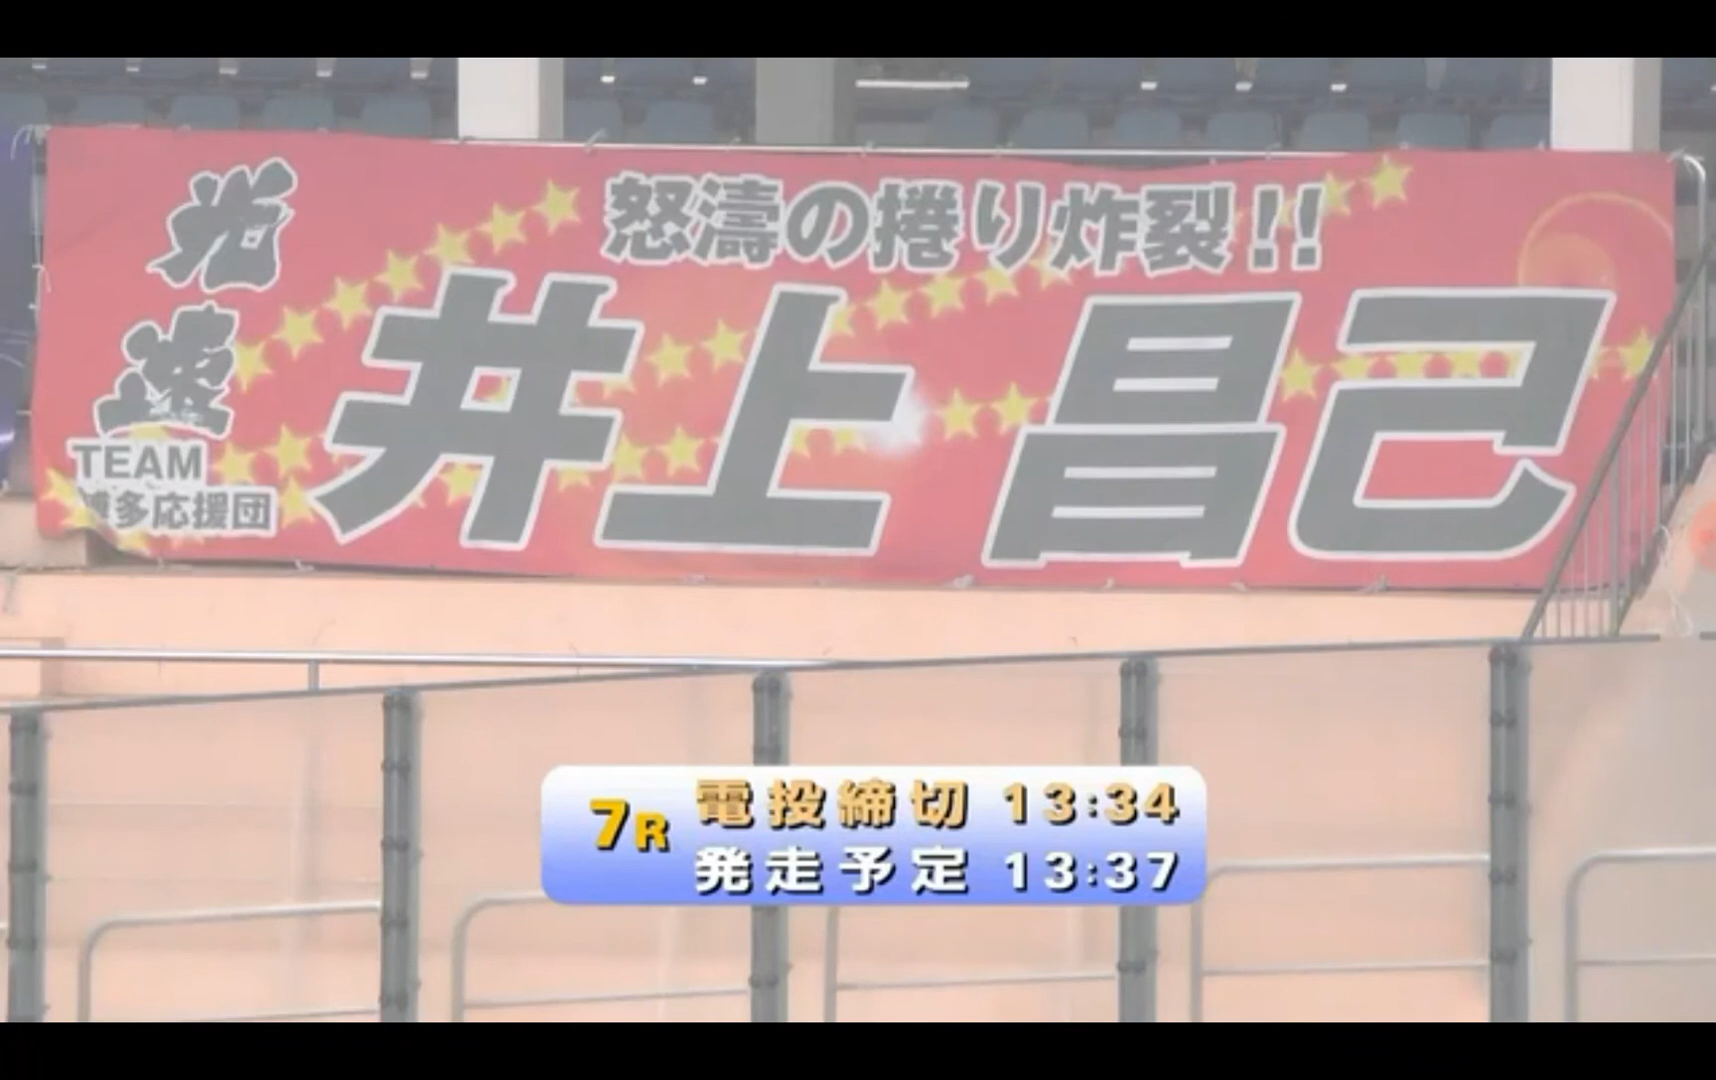 光速
怒濤の捲り炸裂!!
井上昌己
TEAM
博多応援団
7R
電投締切 13:34
発走予定 13:37